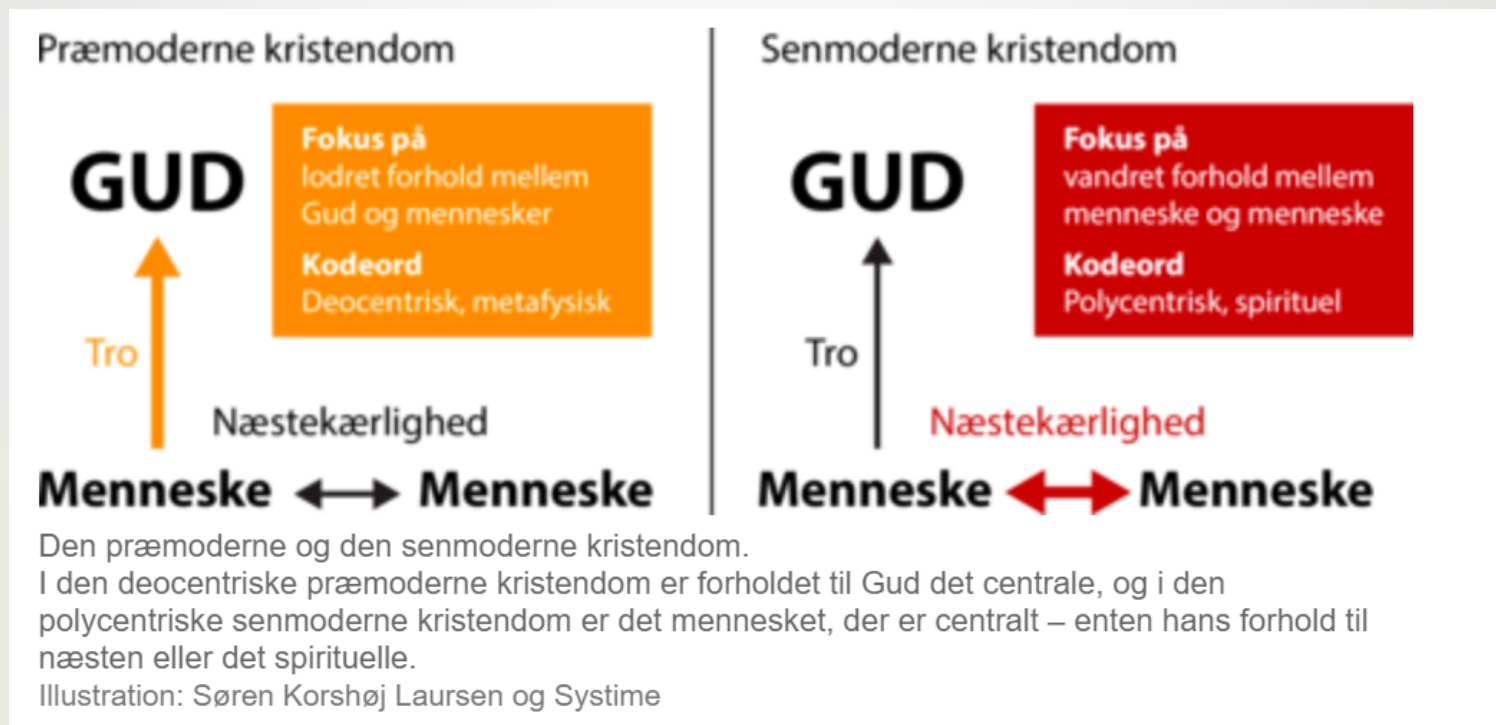 Præmoderne kristendom
GUD
Fokus på
lodret forhold mellem
Gud og mennesker
Kodeord
Deocentrisk, metafysisk
Tro
Næstekærlighed
Menneske Menneske
Senmoderne kristendom
GUD
Fokus på
vandret forhold mellem
menneske og menneske
Kodeord
Polycentrisk, spirituel
Tro
Næstekærlighed
Menneske Menneske
Den præmoderne og den senmoderne kristendom.
I den deocentriske præmoderne kristendom er forholdet til Gud det centrale, og i den
polycentriske senmoderne kristendom er det mennesket, der er centralt – enten hans forhold til
næsten eller det spirituelle.
Illustration: Søren Korshøj Laursen og Systime